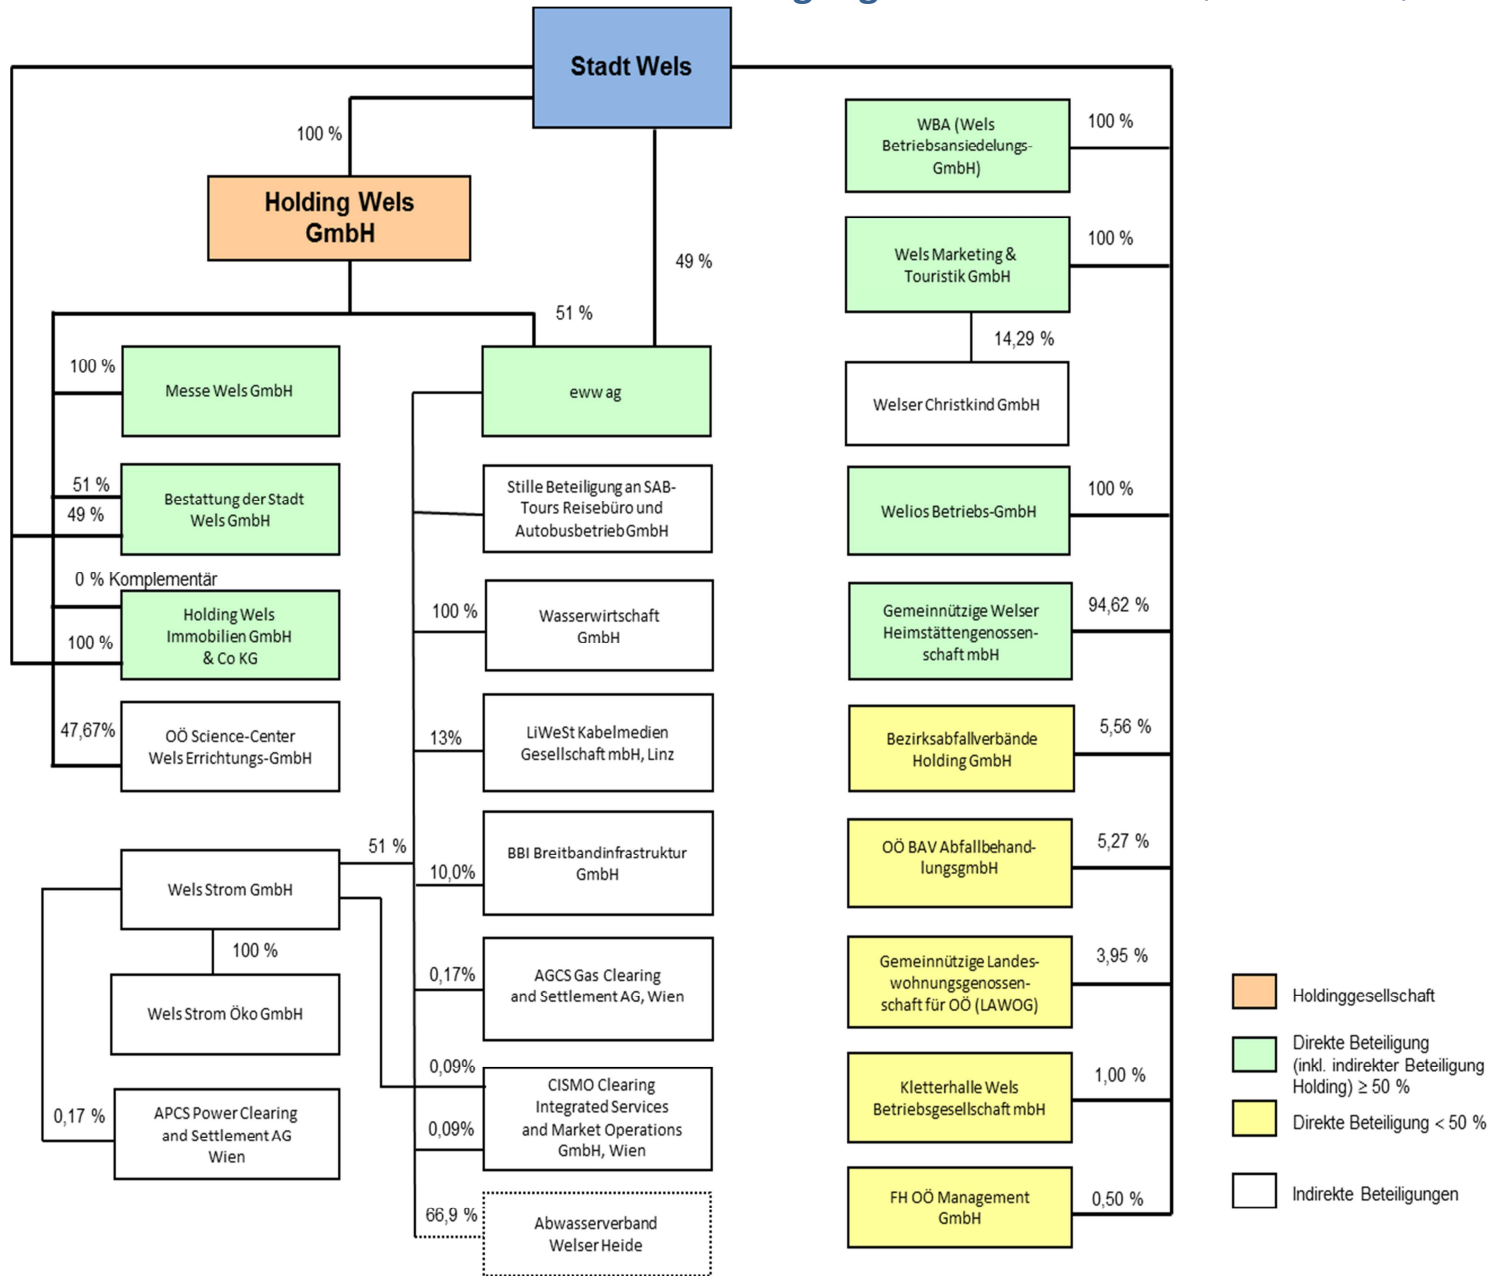 Stadt Wels
100 %
Holding Wels
GmbH
49 %
51 %
100 %
Messe Wels GmbH
51 %
49 %
Bestattung der Stadt
Wels GmbH
0 % Komplementär
100 %
Holding Wels
Immobilien GmbH
& Co KG
47,67%
OÖ Science-Center
Wels Errichtungs-GmbH
eww ag
Stille Beteiligung an SAB-
Tours Reisebüro und
Autobusbetrieb GmbH
100 %
Wasserwirtschaft
GmbH
13%
LiWeSt Kabelmedien
Gesellschaft mbH, Linz
51 %
10,0%
BBI Breitbandinfrastruktur
GmbH
Wels Strom GmbH
100 %
Wels Strom Öko GmbH
0,17 %
APCS Power Clearing
and Settlement AG
Wien
0,17%
AGCS Gas Clearing
and Settlement AG, Wien
0,09%
0,09%
CISMO Clearing
Integrated Services
and Market Operations
GmbH, Wien
66,9 %
Abwasserverband
Welser Heide
WBA (Wels
Betriebsansiedelungs-
GmbH)
100 %
Wels Marketing &
Touristik GmbH
100 %
14,29 %
Welser Christkind GmbH
Welios Betriebs-GmbH
100 %
Gemeinnützige Welser
Heimstättengenossen-
schaft mbH
94,62 %
Bezirksabfallverbände
Holding GmbH
5,56 %
OÖ BAV Abfallbehand-
lungsgmbH
5,27 %
Gemeinnützige Landes-
wohnungsgenossen-
schaft für OÖ (LAWOG)
3,95 %
Kletterhalle Wels
Betriebsgesellschaft mbH
1,00 %
FH OÖ Management
GmbH
0,50 %
Holdinggesellschaft
Direkte Beteiligung
(inkl. indirekter Beteiligung
Holding) ≥ 50 %
Direkte Beteiligung < 50 %
Indirekte Beteiligungen